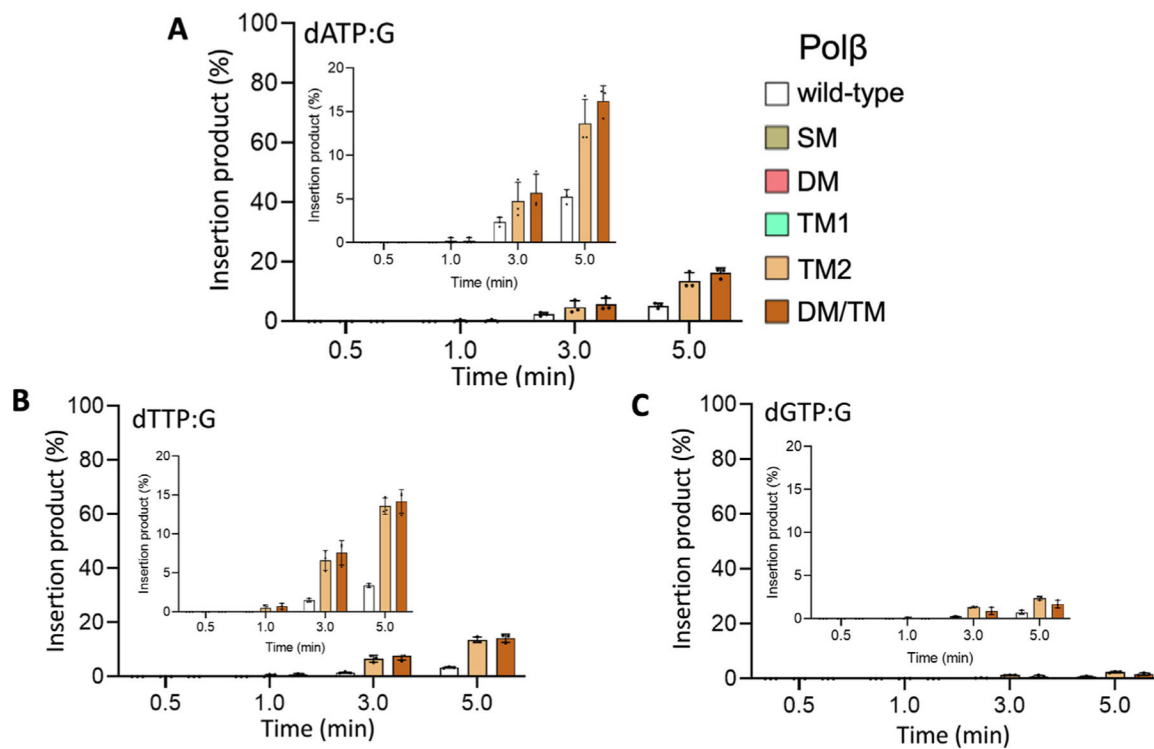 A
dATP:G
Insertion product (%)
100
80
60
40
20
0
0.5 1.0 3.0 5.0
Time (min)
Insertion product (%)
20
15
10
5
0
0.5 1.0 3.0 5.0
Time (min)
Polβ
wild-type
SM
DM
TM1
TM2
DM/TM
B
dTTP:G
Insertion product (%)
100
80
60
40
20
0
0.5 1.0 3.0 5.0
Time (min)
Insertion product (%)
20
15
10
5
0
0.5 1.0 3.0 5.0
Time (min)
C
dGTP:G
Insertion product (%)
100
80
60
40
20
0
0.5 1.0 3.0 5.0
Time (min)
Insertion product (%)
20
15
10
5
0
0.5 1.0 3.0 5.0
Time (min)